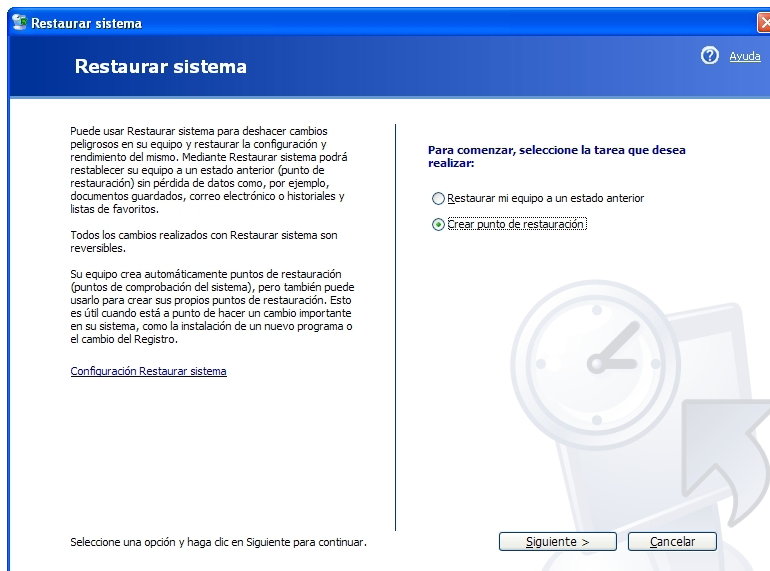 Restaurar sistema
Restaurar sistema
? Ayuda
Puede usar Restaurar sistema para deshacer cambios
peligrosos en su equipo y restaurar la configuración y
rendimiento del mismo. Mediante Restaurar sistema podrá
restablecer su equipo a un estado anterior (punto de
restauración) sin pérdida de datos como, por ejemplo,
documentos guardados, correo electrónico o historiales y
listas de favoritos.
Todos los cambios realizados con Restaurar sistema son
reversibles.
Su equipo crea automáticamente puntos de restauración
(puntos de comprobación del sistema), pero también puede
usarlo para crear sus propios puntos de restauración. Esto
es útil cuando está a punto de hacer un cambio importante
en su sistema, como la instalación de un nuevo programa o
el cambio del Registro.
Configuración Restaurar sistema
Para comenzar, seleccione la tarea que desea
realizar:
Restaurar mi equipo a un estado anterior
Crear punto de restauración
Seleccione una opción y haga clic en Siguiente para continuar.
Siguiente >
Cancelar